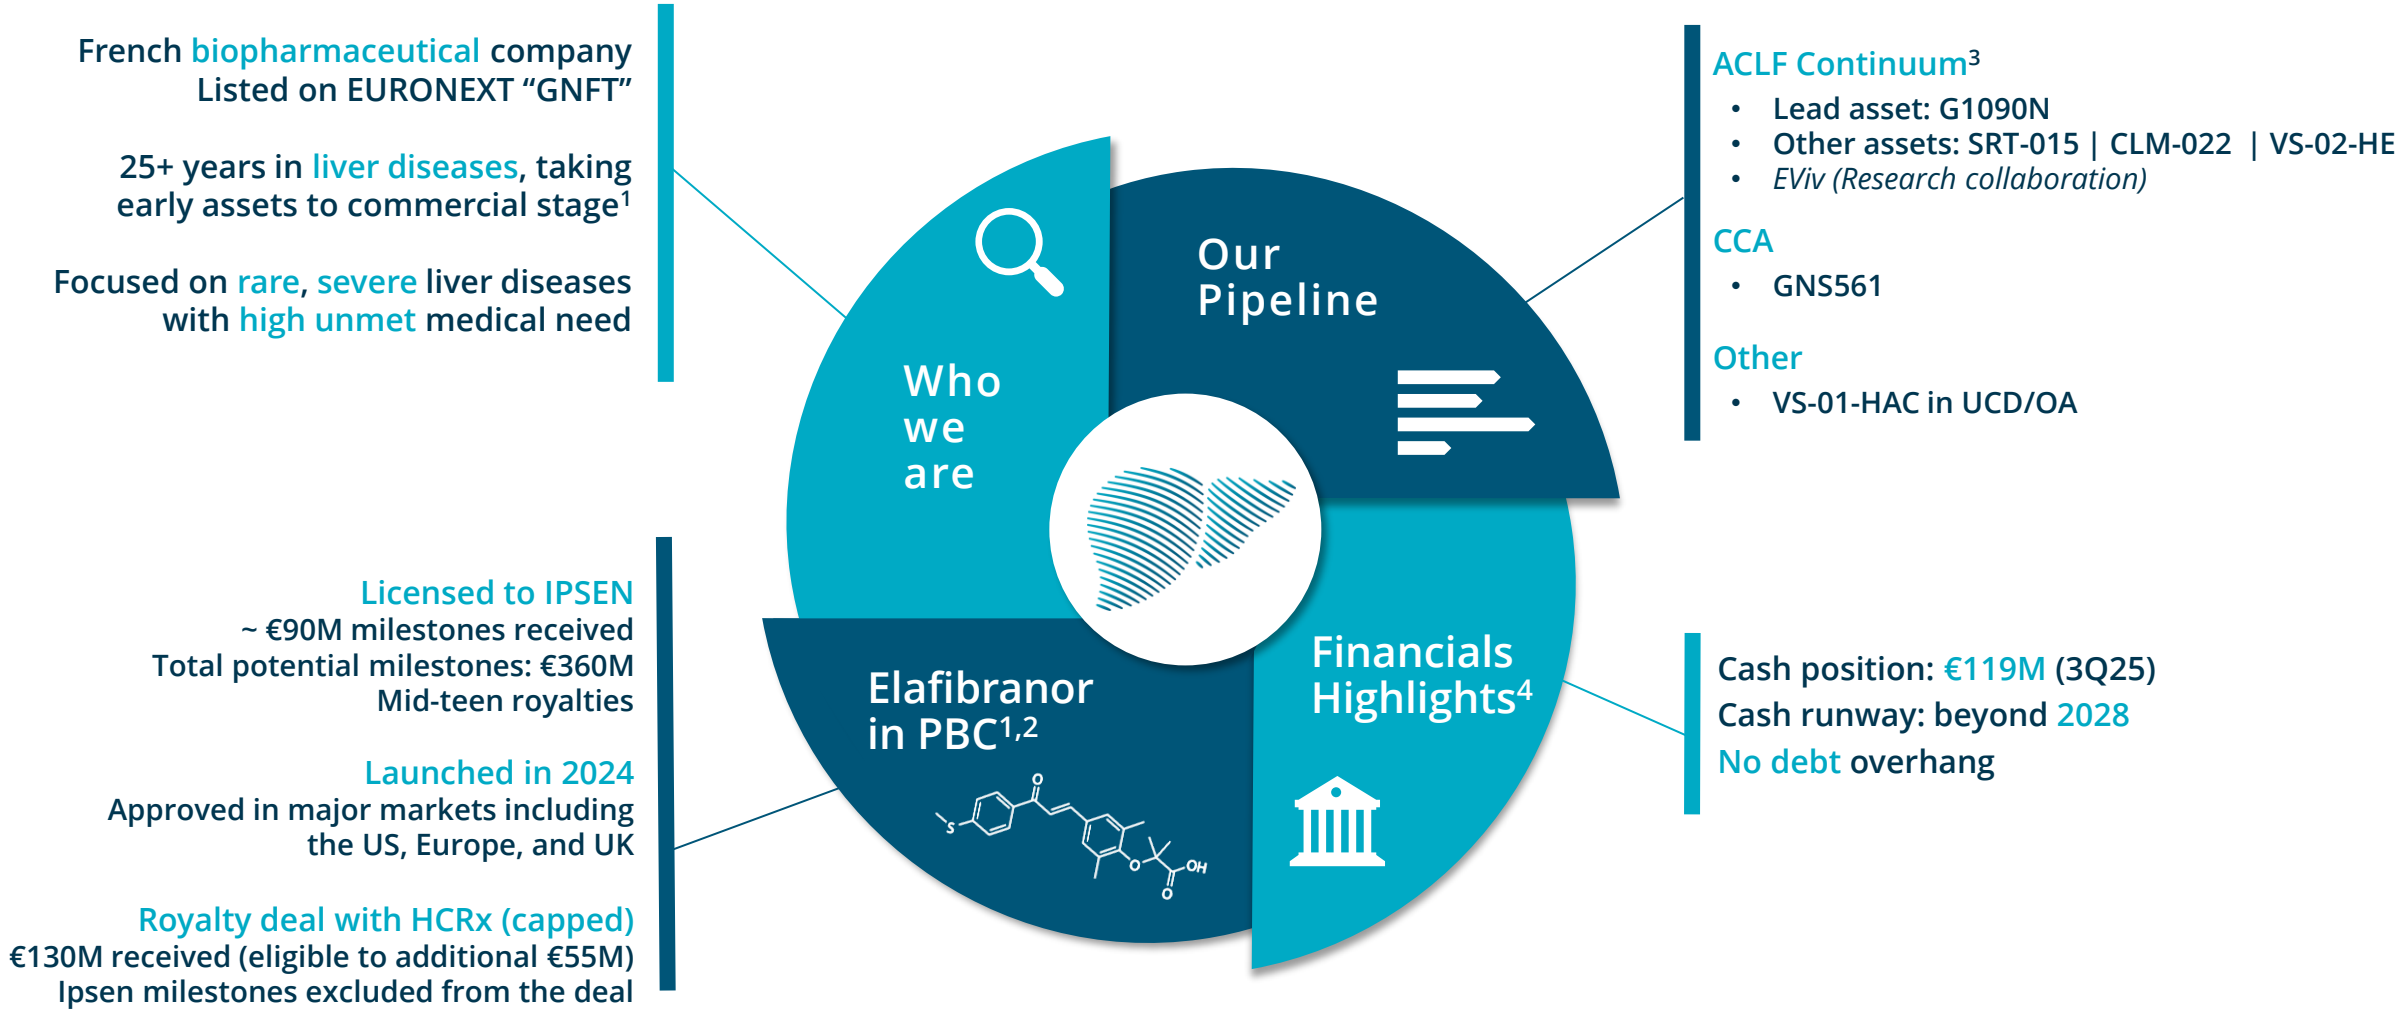 French biopharmaceutical company
Listed on EURONEXT “GNFT”
25+ years in liver diseases, taking
early assets to commercial stage¹
Focused on rare, severe liver diseases
with high unmet medical need
Who
we
are
Our
Pipeline
ACLF Continuum³
• Lead asset: G1090N
• Other assets: SRT-015 | CLM-022 | VS-02-HE
• EViv (Research collaboration)
CCA
• GNS561
Other
• VS-01-HAC in UCD/OA
Licensed to IPSEN
~ €90M milestones received
Total potential milestones: €360M
Mid-teen royalties
Launched in 2024
Approved in major markets including
the US, Europe, and UK
Royalty deal with HCRx (capped)
€130M received (eligible to additional €55M)
Ipsen milestones excluded from the deal
Elafibranor
in PBC¹,²
O
S
O
OH
O
Financials
Highlights⁴
Cash position: €119M (3Q25)
Cash runway: beyond 2028
No debt overhang